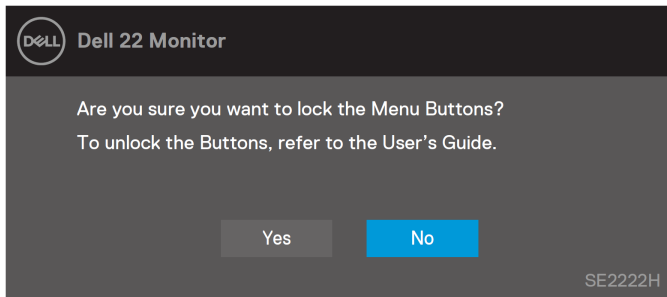 DELL
Dell 22 Monitor
Are you sure you want to lock the Menu Buttons?
To unlock the Buttons, refer to the User's Guide.
Yes
No
SE2222H